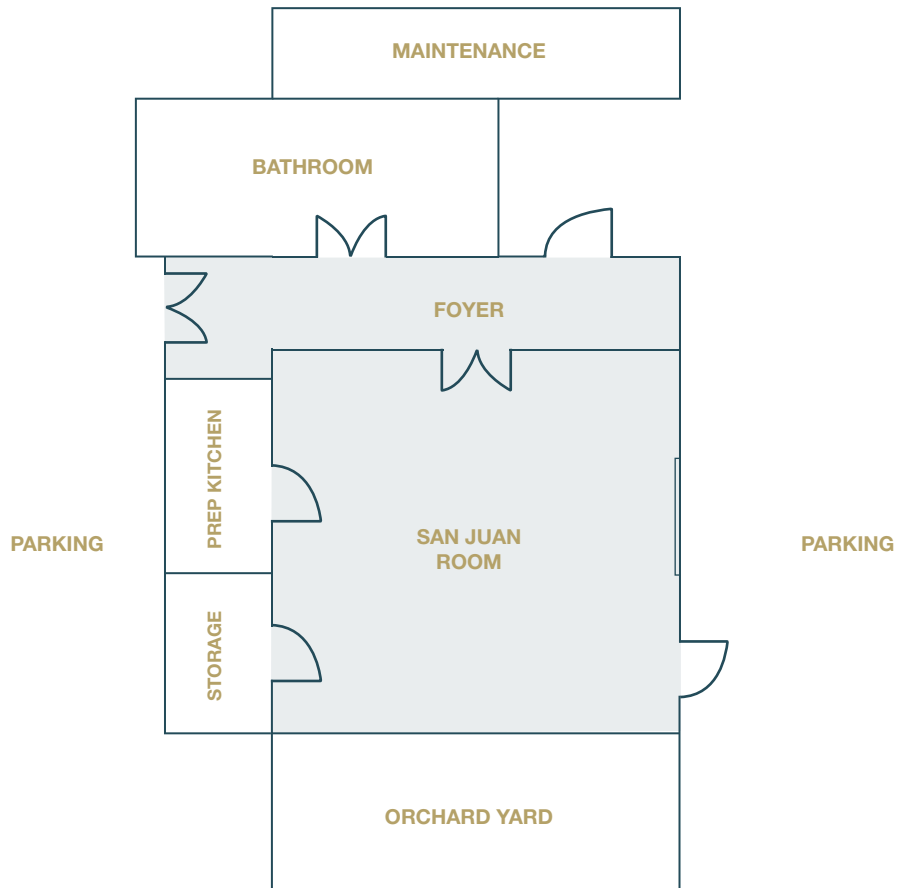 MAINTENANCE
BATHROOM
FOYER
PREP KITCHEN
PARKING
SAN JUAN
ROOM
PARKING
STORAGE
ORCHARD YARD